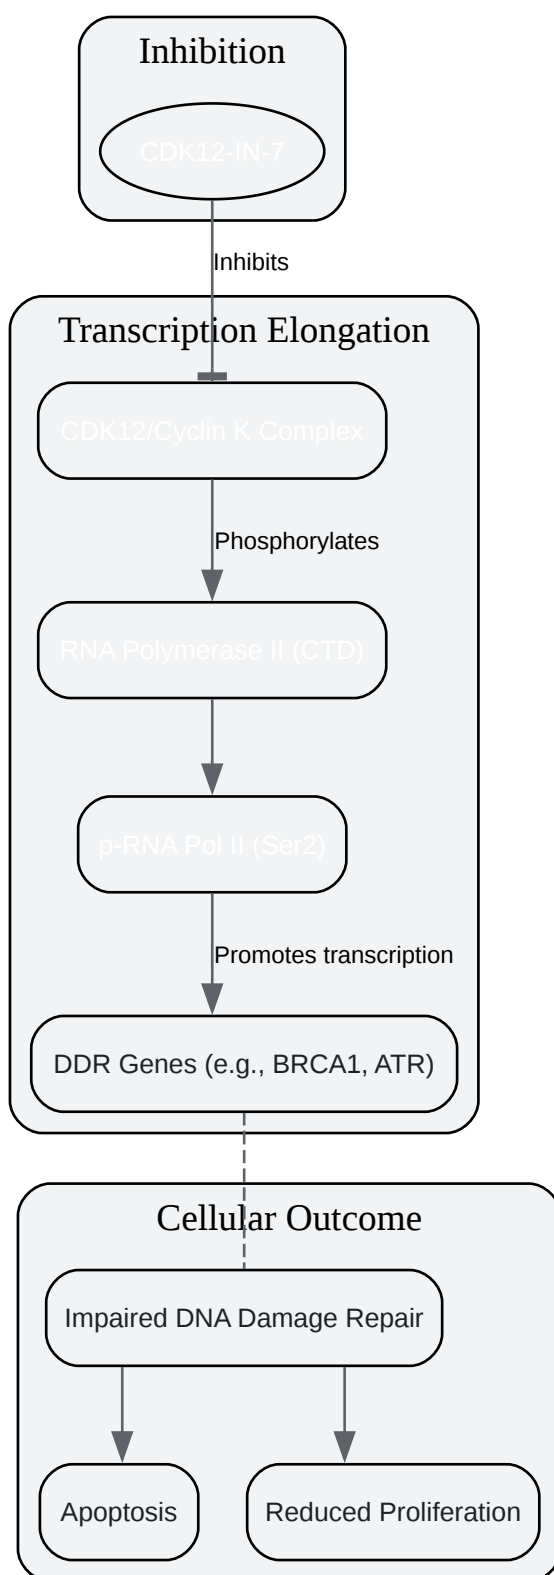 Inhibition
CDK12-IN-7
Inhibits
Transcription Elongation
CDK12/Cyclin K Complex
Phosphorylates
RNA Polymerase II (CTD)
p-RNA Pol II (Ser2)
Promotes transcription
DDR Genes (e.g., BRCA1, ATR)
Cellular Outcome
Impaired DNA Damage Repair
Apoptosis
Reduced Proliferation